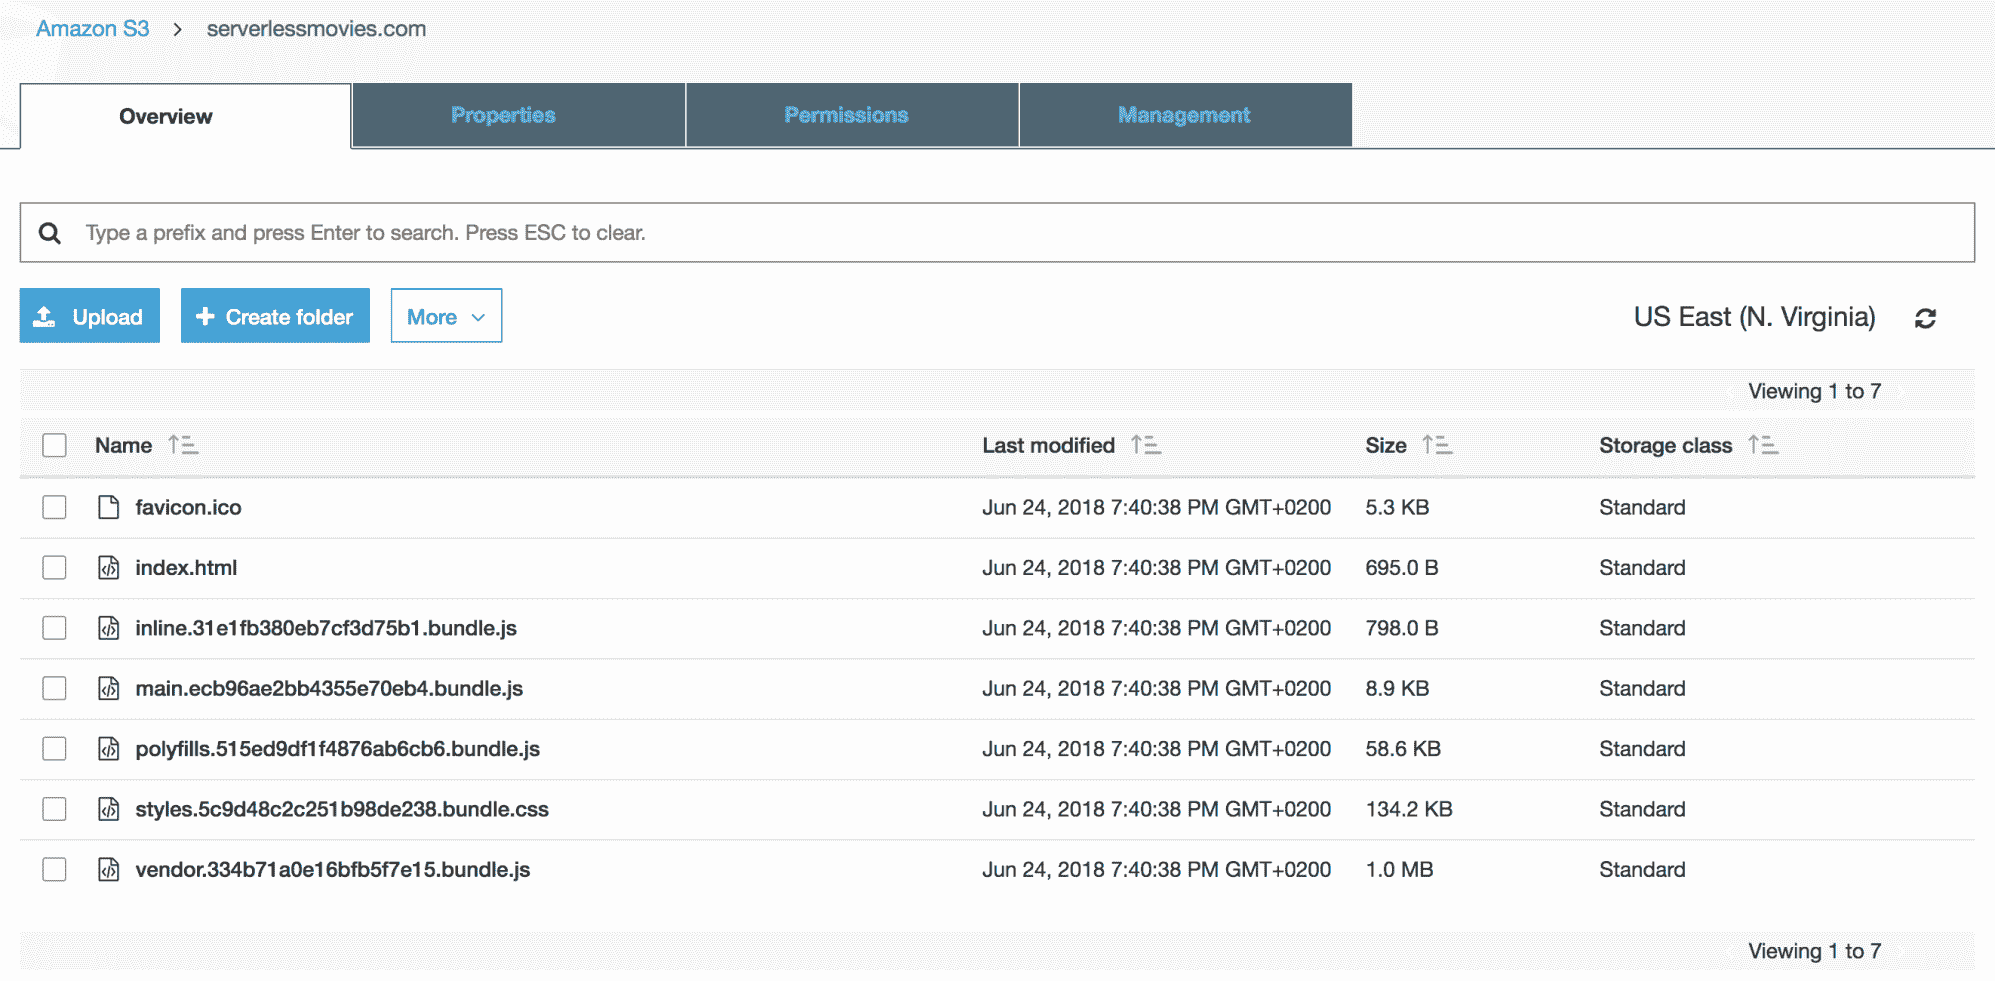 Amazon S3 > serverlessmovies.com
Overview Properties Permissions Management
Type a prefix and press Enter to search. Press ESC to clear.
Upload + Create folder More US East (N. Virginia)
Viewing 1 to 7
Name Last modified Size Storage class
favicon.ico Jun 24, 2018 7:40:38 PM GMT+0200 5.3 KB Standard
index.html Jun 24, 2018 7:40:38 PM GMT+0200 695.0 B Standard
inline.31e1fb380eb7cf3d75b1.bundle.js Jun 24, 2018 7:40:38 PM GMT+0200 798.0 B Standard
main.ecb96ae2bb4355e70eb4.bundle.js Jun 24, 2018 7:40:38 PM GMT+0200 8.9 KB Standard
polyfills.515ed9df1f4876ab6cb6.bundle.js Jun 24, 2018 7:40:38 PM GMT+0200 58.6 KB Standard
styles.5c9d48c2c251b98de238.bundle.css Jun 24, 2018 7:40:38 PM GMT+0200 134.2 KB Standard
vendor.334b71a0e16bfb5f7e15.bundle.js Jun 24, 2018 7:40:38 PM GMT+0200 1.0 MB Standard
Viewing 1 to 7